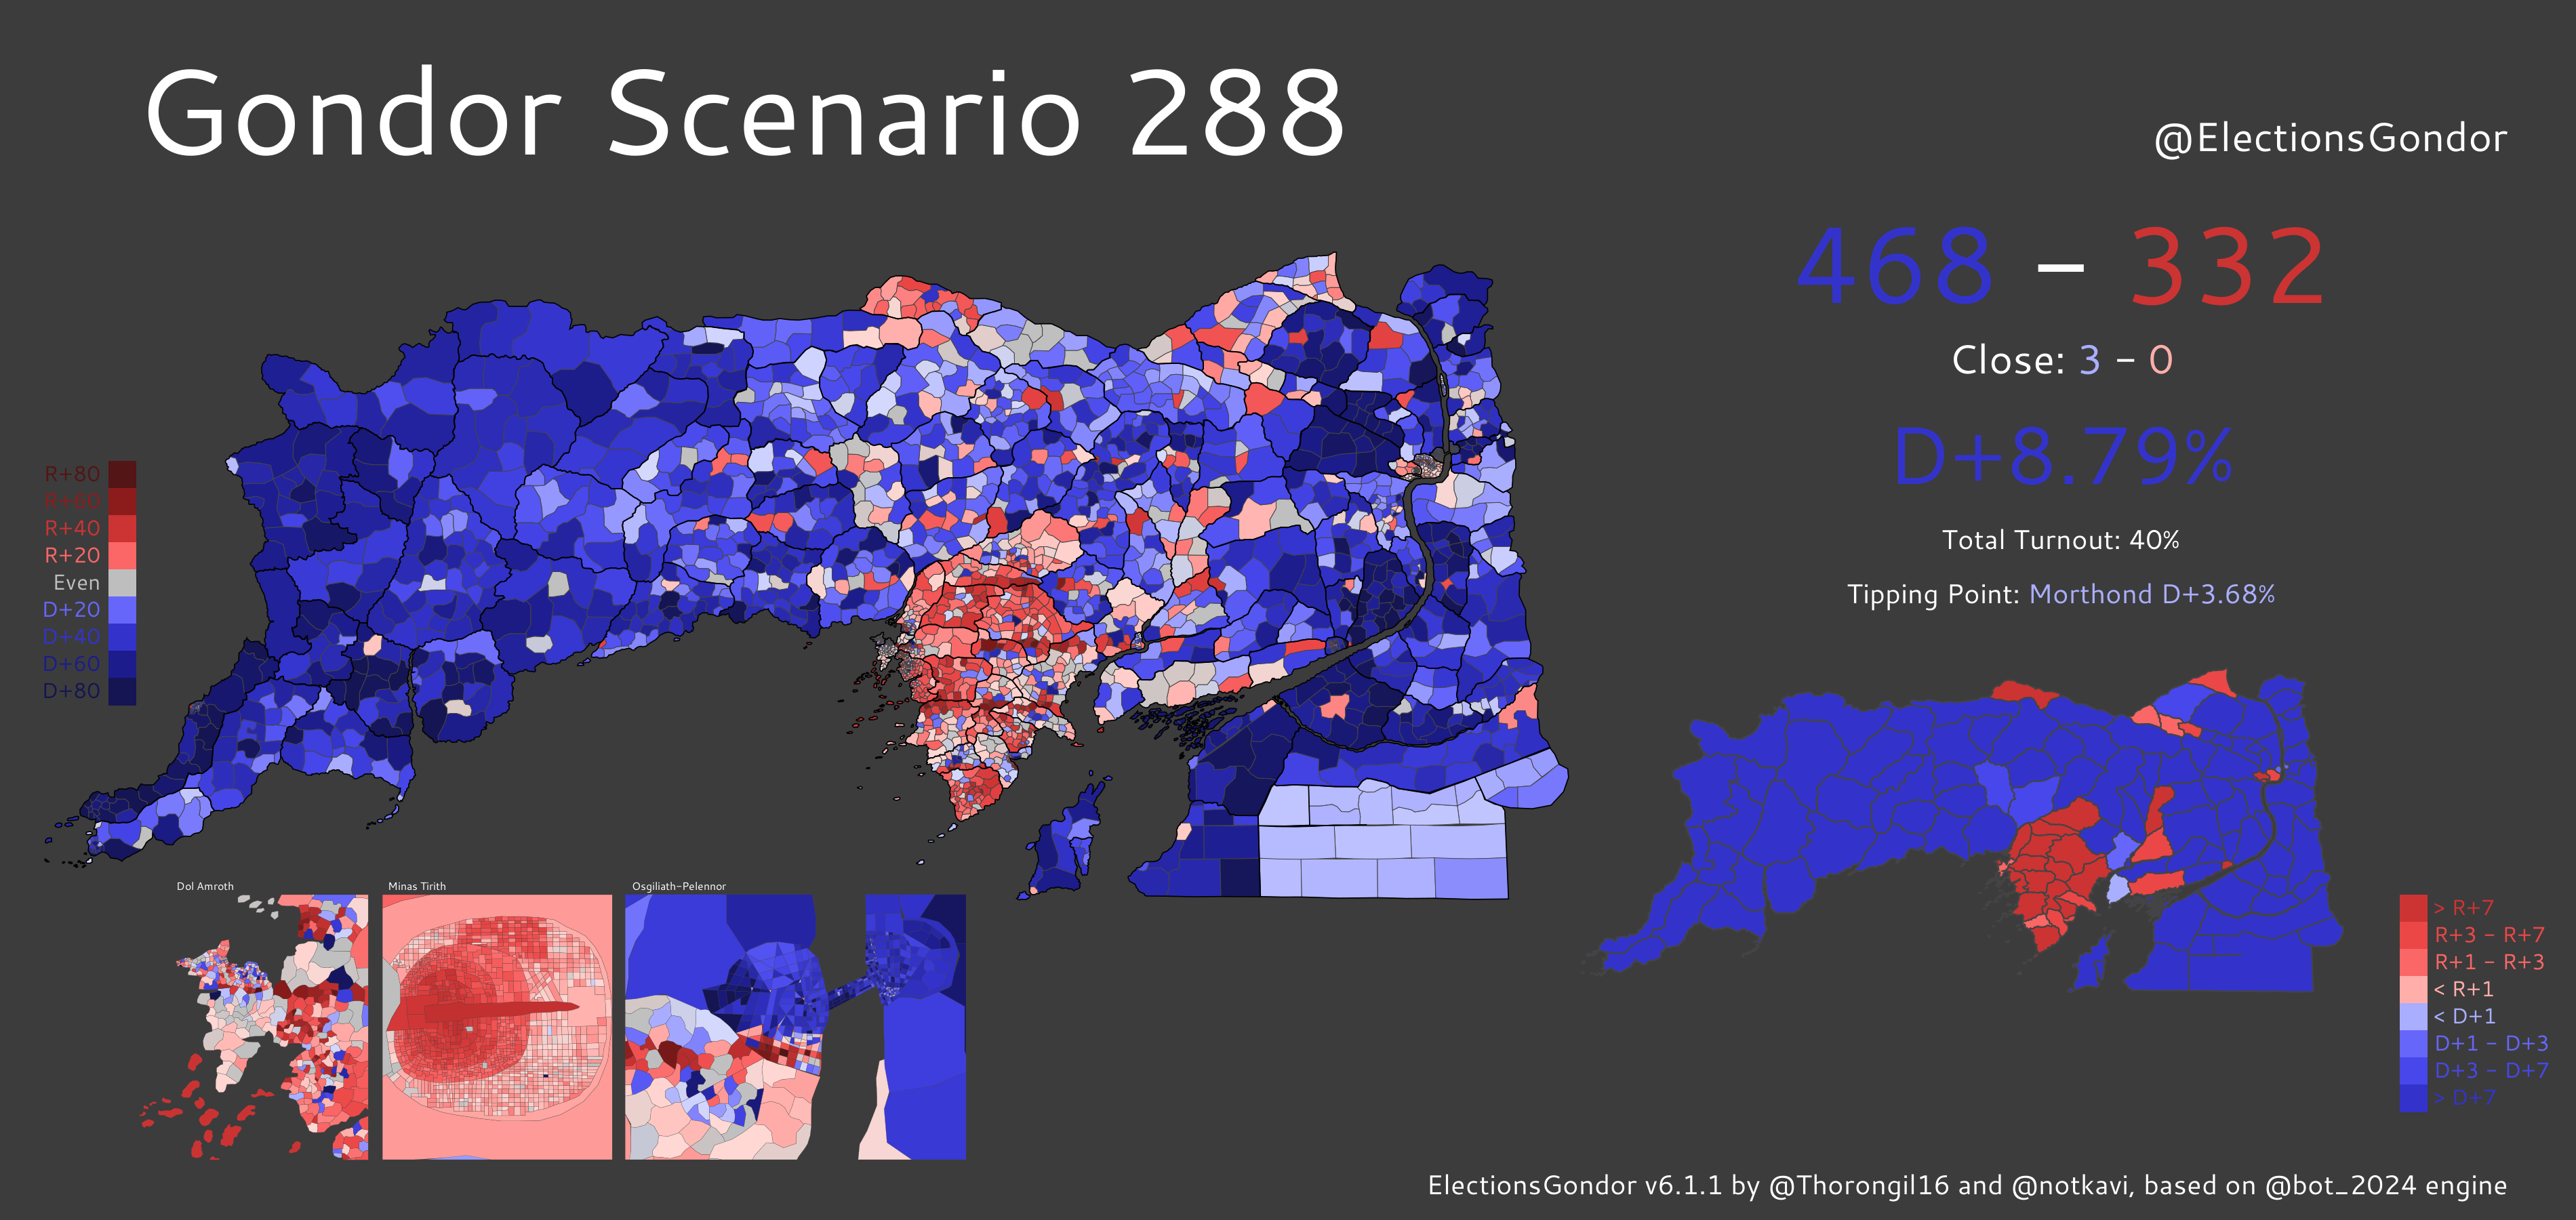 Gondor Scenario 288
@ElectionsGondor
468 – 332
Close: 3 - 0
D+8.79%
Total Turnout: 40%
Tipping Point: Morthond D+3.68%
R+80
R+60
R+40
R+20
Even
D+20
D+40
D+60
D+80
Dol Amroth
Minas Tirith
Osgiliath-Pelennor
> R+7
R+3 - R+7
R+1 - R+3
< R+1
< D+1
D+1 - D+3
D+3 - D+7
> D+7
ElectionsGondor v6.1.1 by @Thorongil16 and @notkavi, based on @bot_2024 engine